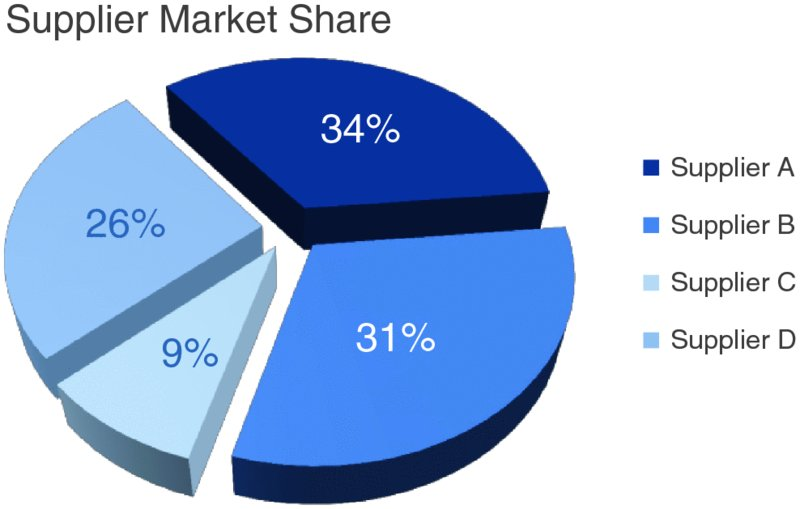 Supplier Market Share
34%
26%
9%
31%
Supplier A
Supplier B
Supplier C
Supplier D